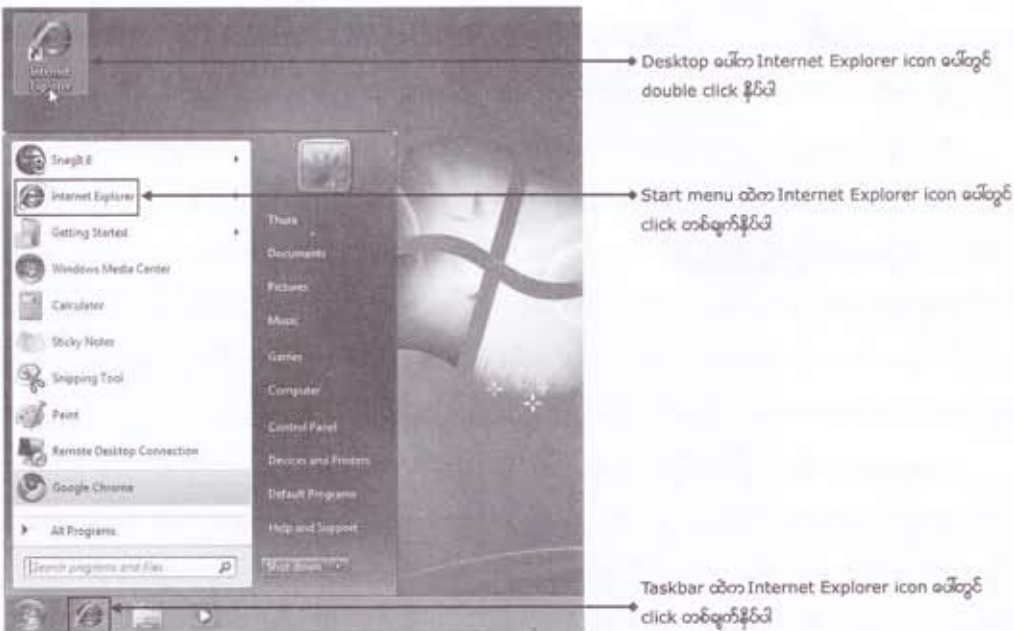 Internet
Explorer
Desktop ပေါ်က Internet Explorer icon ပေါ်တွင်
double click နှိပ်ပါ
Snagit 8
Internet Explorer
Getting Started
Windows Media Center
Calculator
Sticky Notes
Snipping Tool
Paint
Remote Desktop Connection
Google Chrome
All Programs
Search programs and files
Thura
Documents
Pictures
Music
Games
Computer
Control Panel
Devices and Printers
Default Programs
Help and Support
Shut down
Start menu ထဲက Internet Explorer icon ပေါ်တွင်
click တစ်ချက်နှိပ်ပါ
Taskbar ထဲက Internet Explorer icon ပေါ်တွင်
click တစ်ချက်နှိပ်ပါ